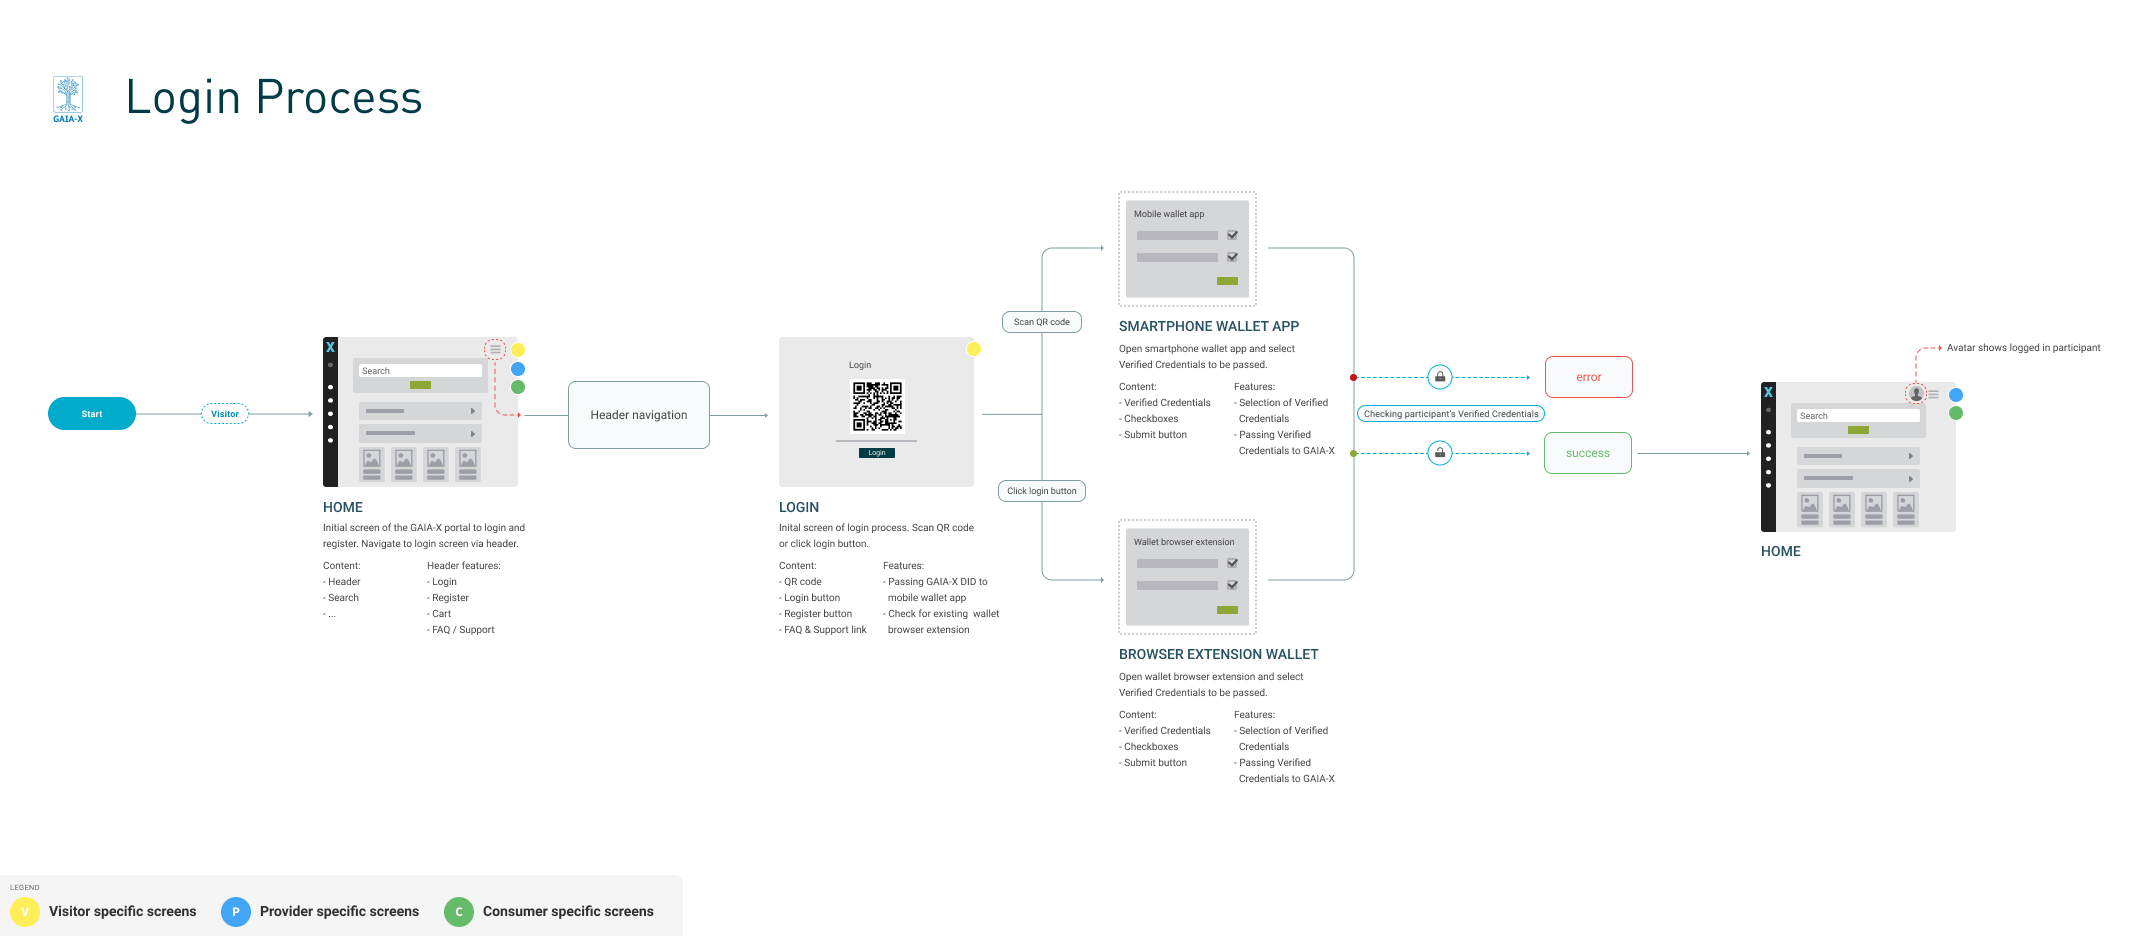 GAIA-X
Login Process
Start
Visitor
X
Search
HOME
Initial screen of the GAIA-X portal to login and
register. Navigate to login screen via header.
Content:
- Header
- Search
- ...
Header features:
- Login
- Register
- Cart
- FAQ / Support
Header navigation
Login
Login
LOGIN
Inital screen of login process. Scan QR code
or click login button.
Content:
- QR code
- Login button
- Register button
- FAQ & Support link
Features:
- Passing GAIA-X DID to
mobile wallet app
- Check for existing wallet
browser extension
Scan QR code
Click login button
Mobile wallet app
SMARTPHONE WALLET APP
Open smartphone wallet app and select
Verified Credentials to be passed.
Content:
- Verified Credentials
- Checkboxes
- Submit button
Features:
- Selection of Verified
Credentials
- Passing Verified
Credentials to GAIA-X
Wallet browser extension
BROWSER EXTENSION WALLET
Open wallet browser extension and select
Verified Credentials to be passed.
Content:
- Verified Credentials
- Checkboxes
- Submit button
Features:
- Selection of Verified
Credentials
- Passing Verified
Credentials to GAIA-X
error
Checking participant's Verified Credentials
success
Avatar shows logged in participant
X
Search
HOME
LEGEND
V Visitor specific screens
P Provider specific screens
C Consumer specific screens